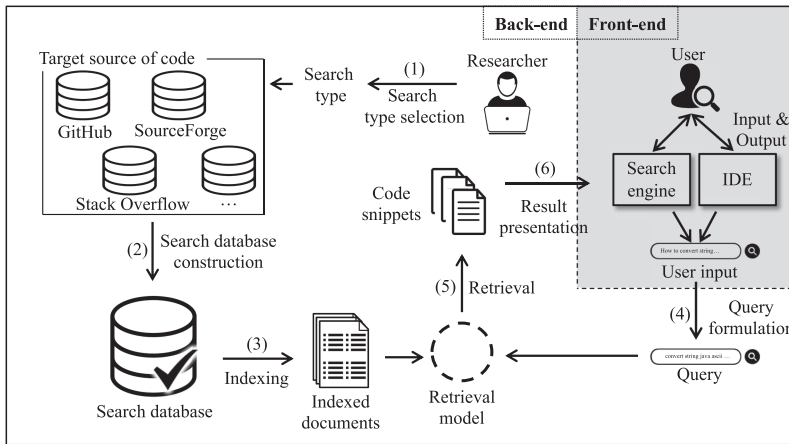 Back-end
Front-end
Target source of code
GitHub
SourceForge
Stack Overflow
...
Search
type
(1)
Search
type selection
Researcher
User
Input &
Output
Search
engine
IDE
How to convert string...
User input
Code
snippets
(6)
Result
presentation
(2)
Search database
construction
(5)
Retrieval
(4)
Query
formulation
Search database
(3)
Indexing
Indexed
documents
Retrieval
model
convert string java ascii ...
Query